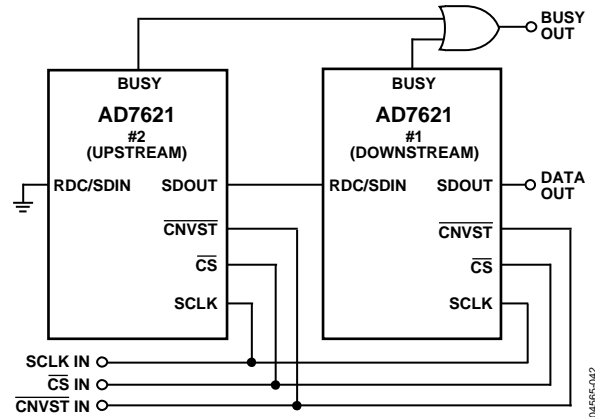 BUSY
OUT
BUSY
AD7621
#2
(UPSTREAM)
BUSY
AD7621
#1
(DOWNSTREAM)
RDC/SDIN
SDOUT
RDC/SDIN
SDOUT
DATA
OUT
CNVST
CNVST
CS
CS
SCLK
SCLK
SCLK IN
CS IN
CNVST IN
04565-042